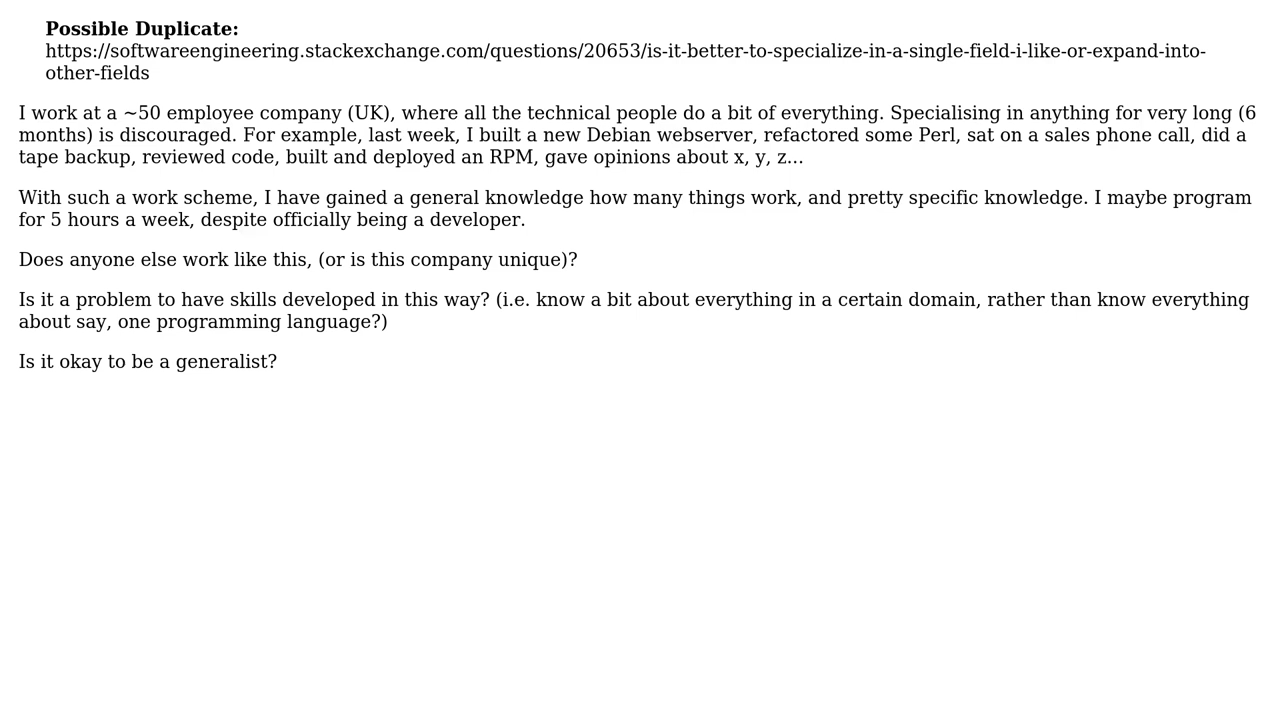 Possible Duplicate:
https://softwareengineering.stackexchange.com/questions/20653/is-it-better-to-specialize-in-a-single-field-i-like-or-expand-into-
other-fields
I work at a ~50 employee company (UK), where all the technical people do a bit of everything. Specialising in anything for very long (6
months) is discouraged. For example, last week, I built a new Debian webserver, refactored some Perl, sat on a sales phone call, did a
tape backup, reviewed code, built and deployed an RPM, gave opinions about x, y, z...
With such a work scheme, I have gained a general knowledge how many things work, and pretty specific knowledge. I maybe program
for 5 hours a week, despite officially being a developer.
Does anyone else work like this, (or is this company unique)?
Is it a problem to have skills developed in this way? (i.e. know a bit about everything in a certain domain, rather than know everything
about say, one programming language?)
Is it okay to be a generalist?